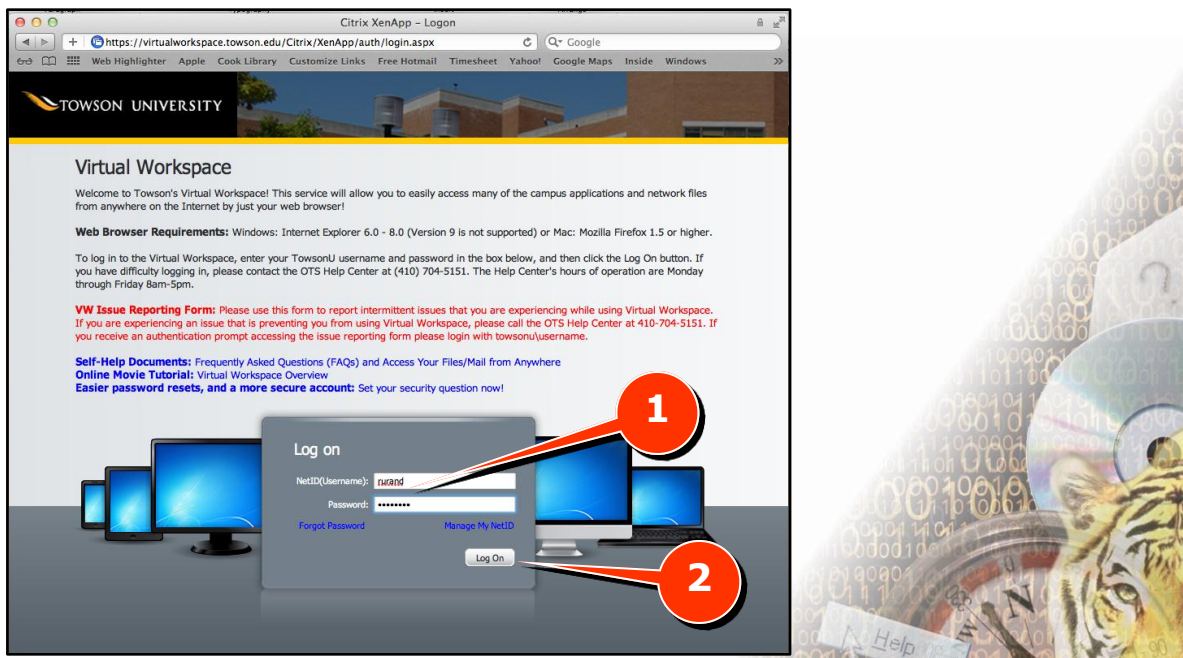 Citrix XenApp – Logon
https://virtualworkspace.towson.edu/Citrix/XenApp/auth/login.aspx
Google
Web Highlighter Apple Cook Library Customize Links Free Hotmail Timesheet Yahoo! Google Maps Inside Windows
TOWSON UNIVERSITY
Virtual Workspace
Welcome to Towson's Virtual Workspace! This service will allow you to easily access many of the campus applications and network files
from anywhere on the Internet by just your web browser!
Web Browser Requirements: Windows: Internet Explorer 6.0 - 8.0 (Version 9 is not supported) or Mac: Mozilla Firefox 1.5 or higher.
To log in to the Virtual Workspace, enter your TowsonU username and password in the box below, and then click the Log On button. If
you have difficulty logging in, please contact the OTS Help Center at (410) 704-5151. The Help Center's hours of operation are Monday
through Friday 8am-5pm.
VW Issue Reporting Form: Please use this form to report intermittent issues that you are experiencing while using Virtual Workspace.
If you are experiencing an issue that is preventing you from using Virtual Workspace, please call the OTS Help Center at 410-704-5151. If
you receive an authentication prompt accessing the issue reporting form please login with towsonu\username.
Self-Help Documents: Frequently Asked Questions (FAQs) and Access Your Files/Mail from Anywhere
Online Movie Tutorial: Virtual Workspace Overview
Easier password resets, and a more secure account: Set your security question now!
1
Log on
NetID(Username): rurand
Password: ••••••••
Forgot Password Manage My NetID
Log On
2
N
W
Help